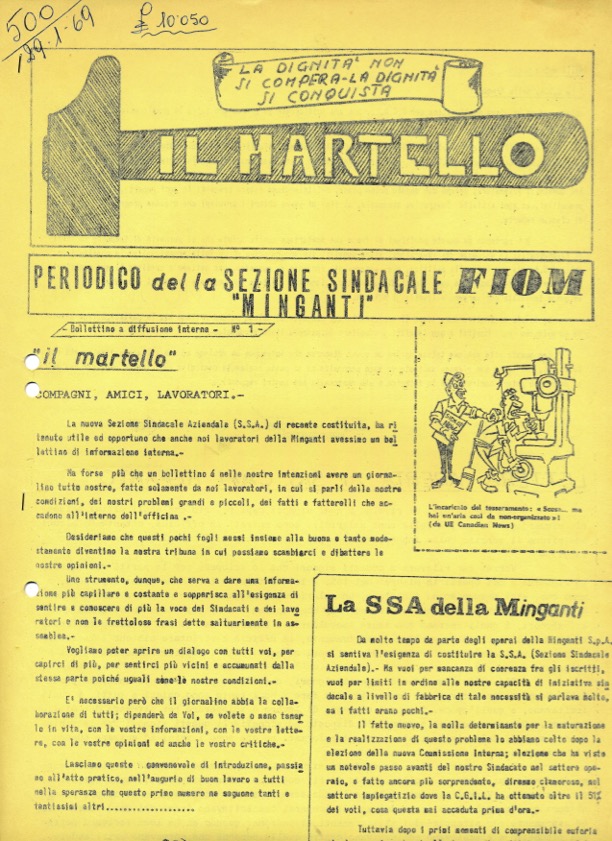 500
29.1.69
£ 10.050
LA DIGNITA' NON
SI COMPERA-LA DIGNITA'
SI CONQUISTA
IL MARTELLO
PERIODICO della SEZIONE SINDACALE FIOM
"MINGANTI"
- Bollettino a diffusione interna - N° 1 -
"il martello"
COMPAGNI, AMICI, LAVORATORI.-
La nuova Sezione Sindacale Aziendale (S.S.A.) di recente costituita, ha ri
tenuto utile ed opportuno che anche noi lavoratori della Minganti avessimo un bol
lettino di informazione interna.-
Ma forse più che un bollettino é nelle nostre intenzioni avere un giorna-
lino tutto nostro, fatto solamente da noi lavoratori, in cui si parli delle nostre
condizioni, dei nostri problemi grandi e piccoli, dei fatti e fattarelli che ac-
cadono all'interno dell'officina .-
Desideriamo che questi pochi fogli messi insieme alla buona e tanto mode-
stamente diventino la nostra tribuna in cui possiamo scambiarci e dibattere le
nostre opinioni.-
Uno strumento, dunque, che serva a dare una informa-
zione più capillare e costante e sopperisca all'esigenza di
sentire e conoscere di più la voce dei Sindacati e dei lavo
ratori e non le frettolose frasi dette saltuariamente in as-
semblea.-
Vogliamo poter aprire un dialogo con tutti voi, per
capirci di più, per sentirci più vicini e accumunati dalla
stessa parte poiché uguali sono le nostre condizioni.-
E' necessario però che il giornalino abbia la colla-
borazione di tutti; dipenderà da Voi, se volete o meno tener
lo in vita, con le vostre informazioni, con le vostre lette-
re, con le vostre opinioni ed anche le vostre critiche.-
Lasciamo queste convenevole di introduzione, passia
mo all'atto pratico, nell'augurio di buon lavoro a tutti
nella speranza che questo primo numero ne seguano tanti e
tantissimi altri...................
L'incaricato del tesseramento: « Scusa... ma
hai un'aria così da non-organizzato »!
(da UE Canadian News)
La SSA della Minganti
Da molto tempo da parte degli operai della Minganti S.p.A.
si sentiva l'esigenza di costituire la S.S.A. (Sezione Sindacale
Aziendale).- Ma vuoi per mancanza di coerenza fra gli iscritti,
vuoi per limiti in ordine alle nostre capacità di iniziativa sin
dacale a livello di fabbrica di tale necessità si parlava molto,
ma i fatti erano pochi.-
Il fatto nuovo, la molla determinante per la maturazione
e la realizzazione di questo problema lo abbiamo colto dopo la
elezione della nuova Commissione Interna; elezione che ha visto
un notevole passo avanti del nostro Sindacato nel settore ope-
raio, e fatto ancora più sorprendente, direamo clamoroso, nel
settore impiegatizio dove la C.G.I.L. ha ottenuto oltre il 51%
dei voti, cosa questa mai accaduta prima d'ora.-
Tuttavia dopo i primi momenti di comprensibile euforia